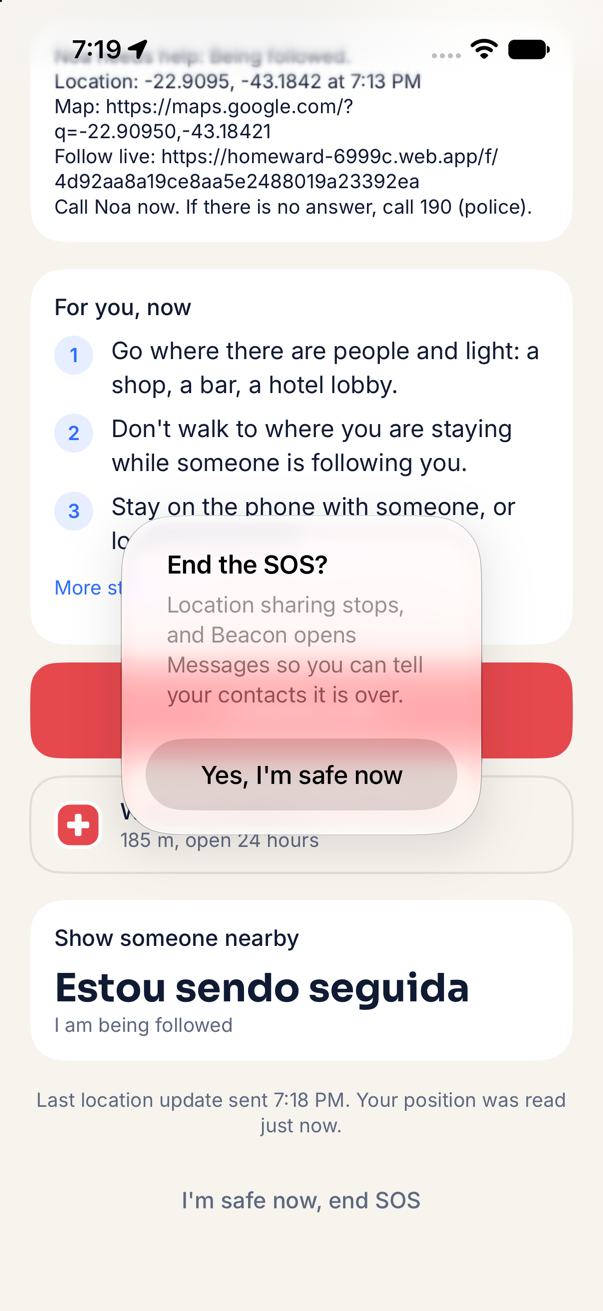 7:19
Noa needs help: Being followed.
Location: -22.9095, -43.1842 at 7:13 PM
Map: https://maps.google.com/?
q=-22.90950,-43.18421
Follow live: https://homeward-6999c.web.app/f/
4d92aa8a19ce8aa5e2488019a23392ea
Call Noa now. If there is no answer, call 190 (police).
For you, now
1 Go where there are people and light: a
shop, a bar, a hotel lobby.
2 Don't walk to where you are staying
while someone is following you.
3 Stay on the phone with someone, or
End the SOS?
Location sharing stops,
and Beacon opens
Messages so you can tell
your contacts it is over.
Yes, I'm safe now
185 m, open 24 hours
Show someone nearby
Estou sendo seguida
I am being followed
Last location update sent 7:18 PM. Your position was read
just now.
I'm safe now, end SOS